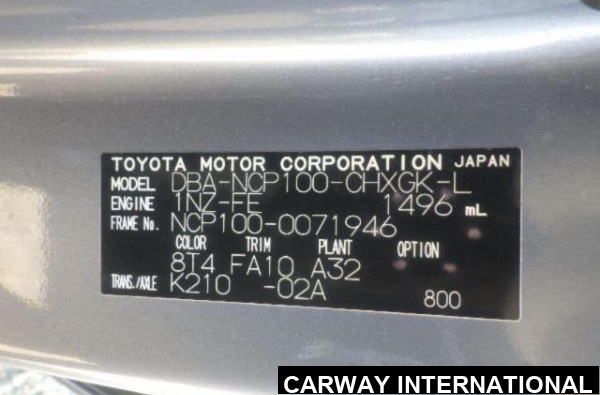 TOYOTA MOTOR CORPORATION JAPAN
MODEL DBA-NCP100-CHXGK-L
ENGINE 1NZ-FE 1496 mL
FRAME No. NCP100-0071946
COLOR TRIM PLANT OPTION
8T4 FA10 A32
TRANS./AXLE K210 -02A 800
CARWAY INTERNATIONAL